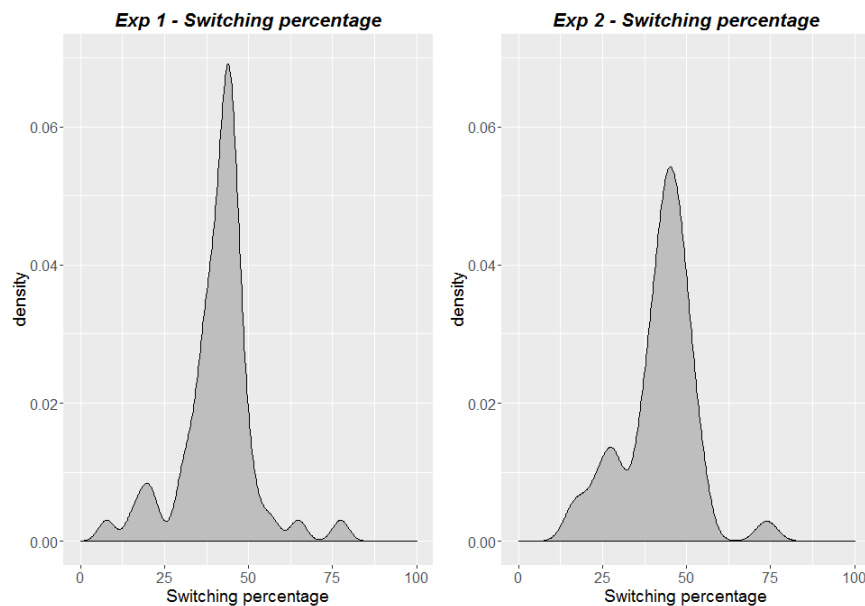 Exp 1 - Switching percentage
density
0.06
0.04
0.02
0.00
0 25 50 75 100
Switching percentage
Exp 2 - Switching percentage
density
0.06
0.04
0.02
0.00
0 25 50 75 100
Switching percentage